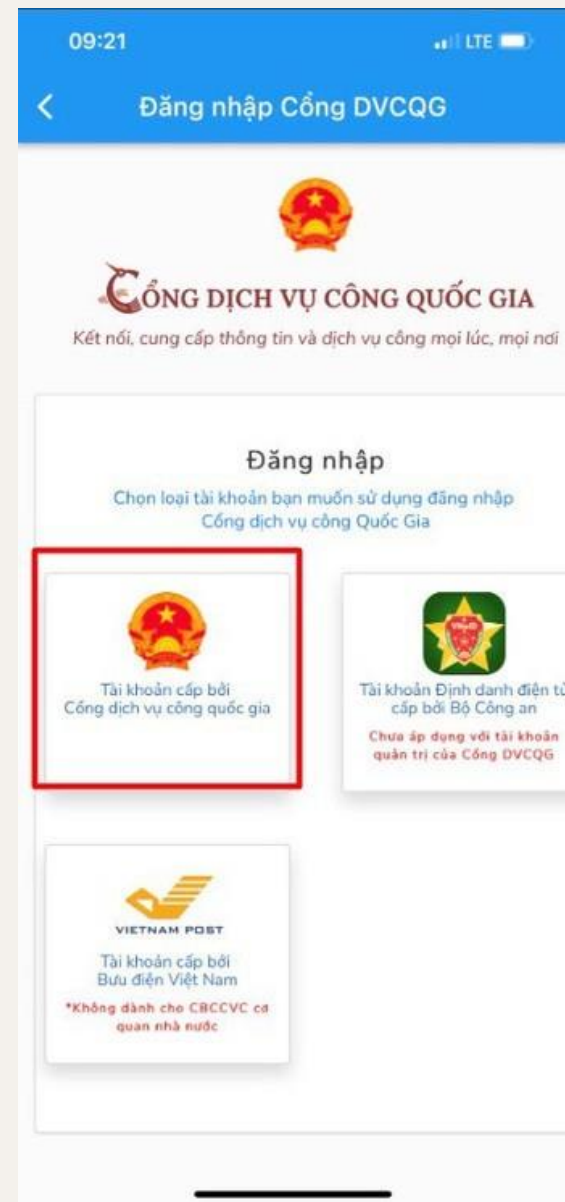 09:21
LTE
Đăng nhập Cổng DVCQG
CỔNG DỊCH VỤ CÔNG QUỐC GIA
Kết nối, cung cấp thông tin và dịch vụ công mọi lúc, mọi nơi
Đăng nhập
Chọn loại tài khoản bạn muốn sử dụng đăng nhập
Cổng dịch vụ công Quốc Gia
Tài khoản cấp bởi
Cổng dịch vụ công quốc gia
Tài khoản Định danh điện tử
cấp bởi Bộ Công an
Chưa áp dụng với tài khoản
quản trị của Cổng DVCQG
VIETNAM POST
Tài khoản cấp bởi
Bưu điện Việt Nam
*Không dành cho CBCCVC cơ
quan nhà nước